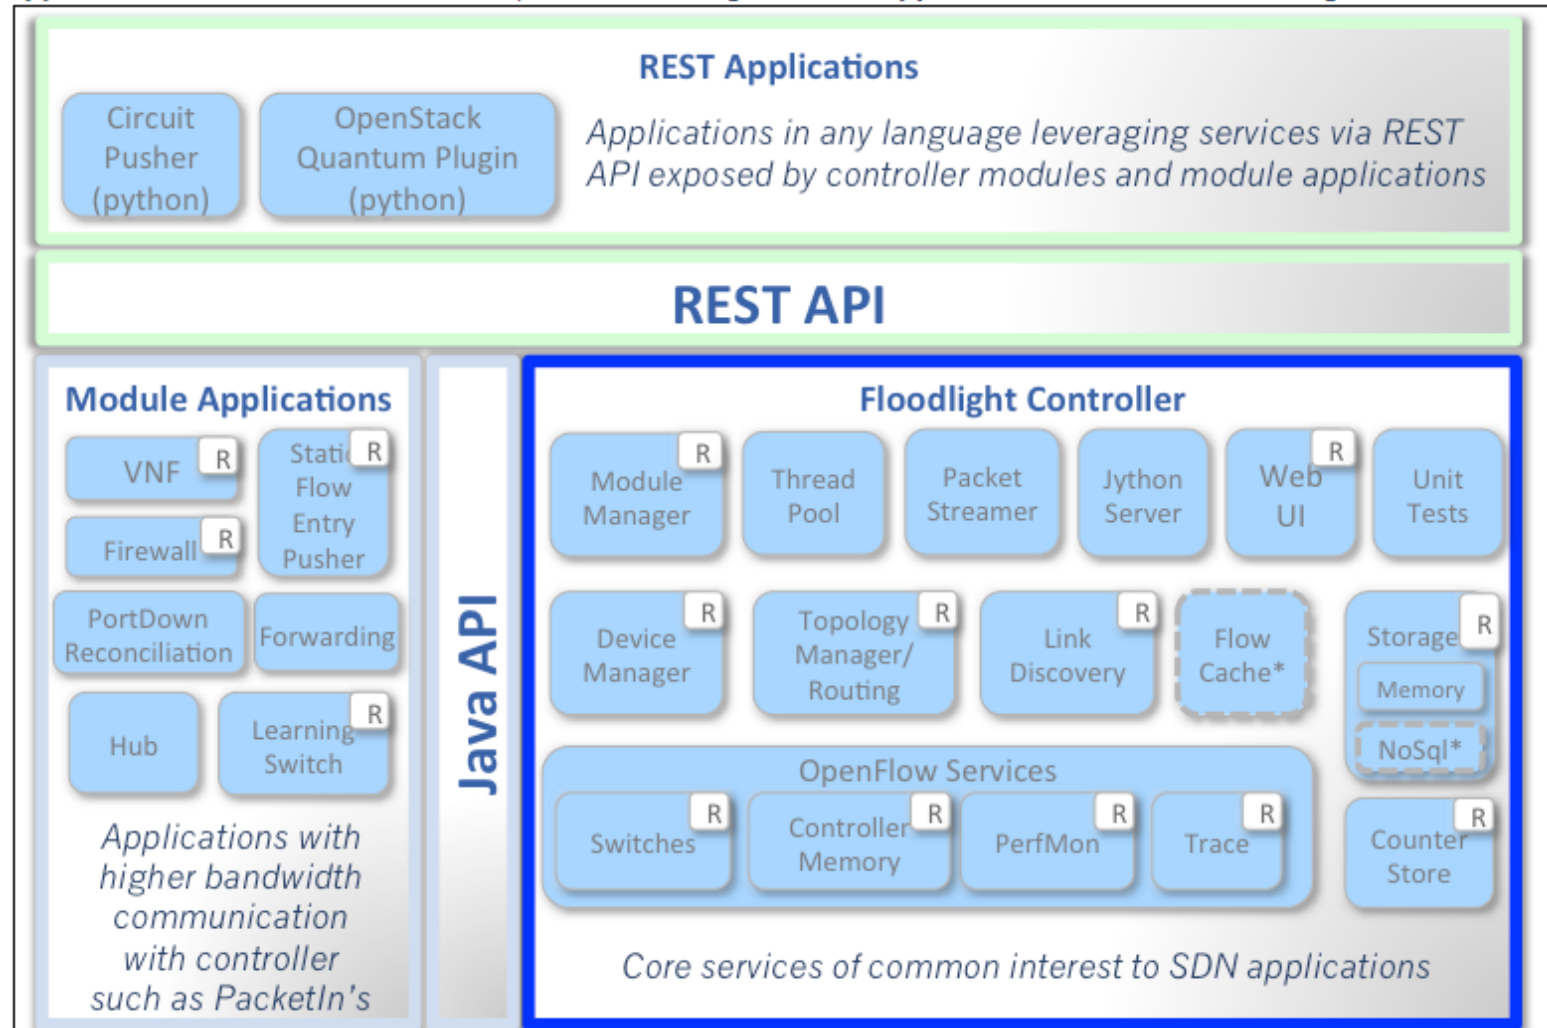 REST Applications
Circuit
Pusher
(python)
OpenStack
Quantum Plugin
(python)
Applications in any language leveraging services via REST
API exposed by controller modules and module applications
REST API
Module Applications
VNF
R
Static
Flow
Entry
Pusher
R
Firewall
R
PortDown
Reconciliation
Forwarding
Hub
Learning
Switch
R
Applications with
higher bandwidth
communication
with controller
such as PacketIn's
Java API
Floodlight Controller
Module
Manager
R
Thread
Pool
Packet
Streamer
Jython
Server
Web
UI
R
Unit
Tests
Device
Manager
R
Topology
Manager/
Routing
R
Link
Discovery
R
Flow
Cache*
Storage
R
Memory
NoSql*
OpenFlow Services
Switches
R
Controller
Memory
R
PerfMon
R
Trace
R
Counter
Store
R
Core services of common interest to SDN applications